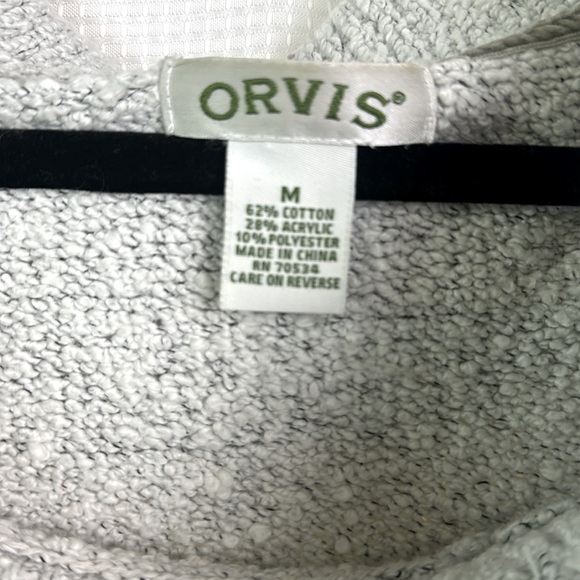 ORVIS®
M
62% COTTON
28% ACRYLIC
10% POLYESTER
MADE IN CHINA
RN 70534
CARE ON REVERSE